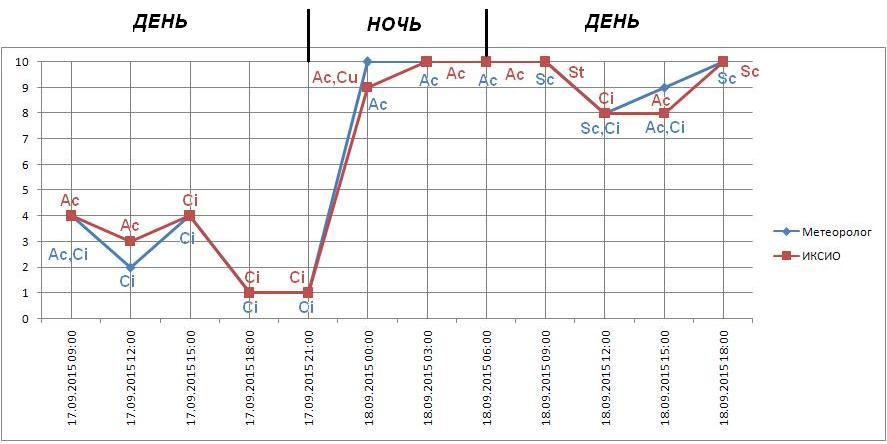 ДЕНЬ НОЧЬ ДЕНЬ
10
9
8
7
6
5
4
3
2
1
0
Ac
Ac,Ci
Ac
Ci
Ci
Ci
Ci
Ci
Ci
Ci
Ac,Cu
Ac
Ac
Ac
Ac
Ac
Sc
St
Ci
Sc,Ci
Ac
Ac,Ci
Sc
Sc
17.09.2015 09:00
17.09.2015 12:00
17.09.2015 15:00
17.09.2015 18:00
17.09.2015 21:00
18.09.2015 00:00
18.09.2015 03:00
18.09.2015 06:00
18.09.2015 09:00
18.09.2015 12:00
18.09.2015 15:00
18.09.2015 18:00
Метеоролог
ИКСИО